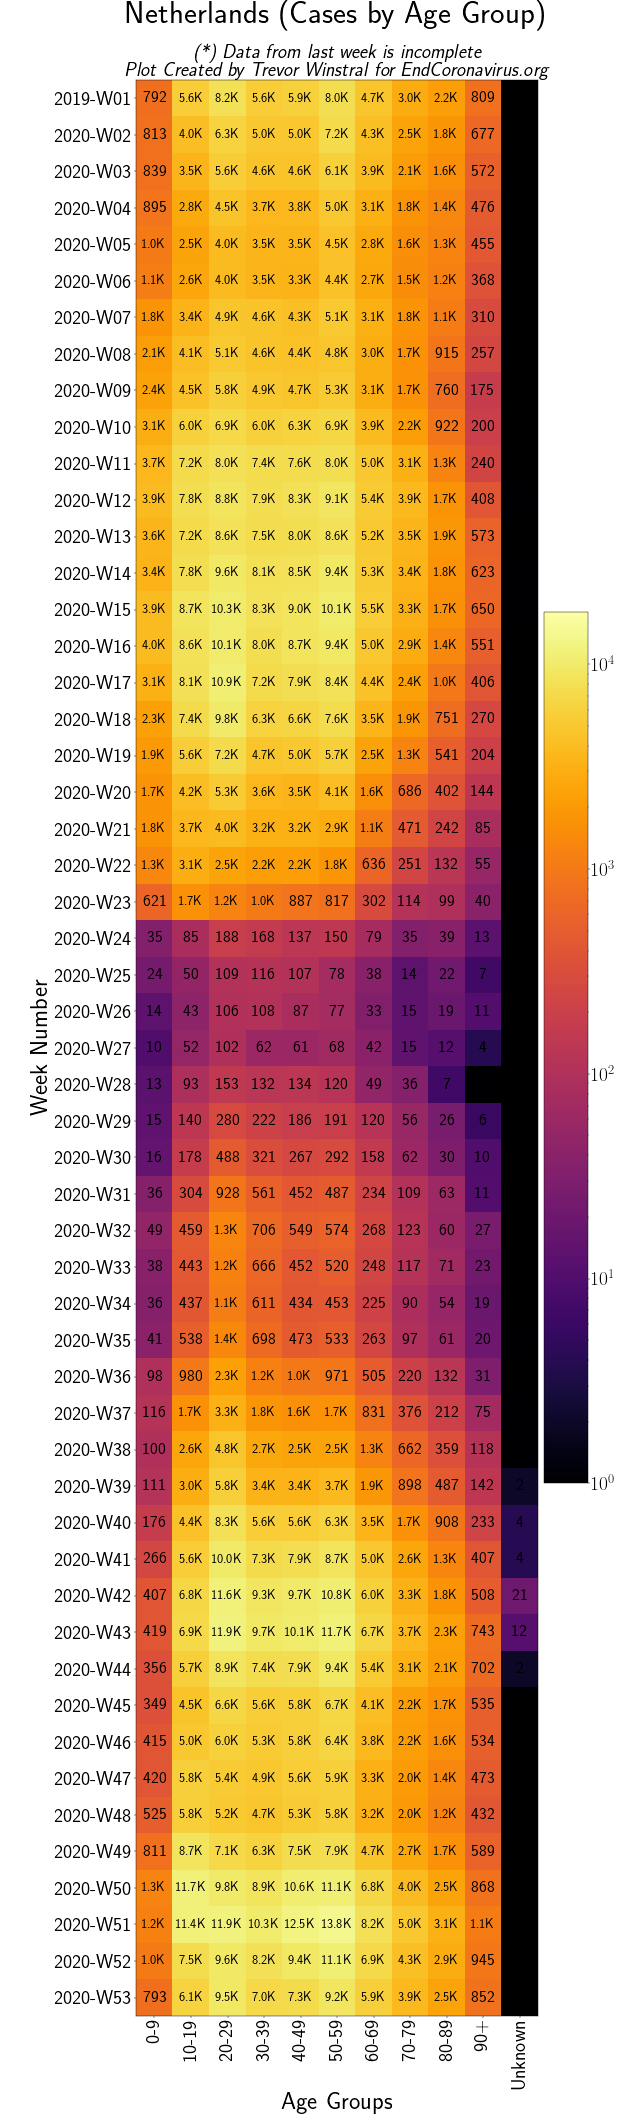 Netherlands (Cases by Age Group)
(*) Data from last week is incomplete
Plot Created by Trevor Winstral for EndCoronavirus.org
2019-W01 792 5.6K 8.2K 5.6K 5.9K 8.0K 4.7K 3.0K 2.2K 809
2020-W02 813 4.0K 6.3K 5.0K 5.0K 7.2K 4.3K 2.5K 1.8K 677
2020-W03 839 3.5K 5.6K 4.6K 4.6K 6.1K 3.9K 2.1K 1.6K 572
2020-W04 895 2.8K 4.5K 3.7K 3.8K 5.0K 3.1K 1.8K 1.4K 476
2020-W05 1.0K 2.5K 4.0K 3.5K 3.5K 4.5K 2.8K 1.6K 1.3K 455
2020-W06 1.1K 2.6K 4.0K 3.5K 3.3K 4.4K 2.7K 1.5K 1.2K 368
2020-W07 1.8K 3.4K 4.9K 4.6K 4.3K 5.1K 3.1K 1.8K 1.1K 310
2020-W08 2.1K 4.1K 5.1K 4.6K 4.4K 4.8K 3.0K 1.7K 915 257
2020-W09 2.4K 4.5K 5.8K 4.9K 4.7K 5.3K 3.1K 1.7K 760 175
2020-W10 3.1K 6.0K 6.9K 6.0K 6.3K 6.9K 3.9K 2.2K 922 200
2020-W11 3.7K 7.2K 8.0K 7.4K 7.6K 8.0K 5.0K 3.1K 1.3K 240
2020-W12 3.9K 7.8K 8.8K 7.9K 8.3K 9.1K 5.4K 3.9K 1.7K 408
2020-W13 3.6K 7.2K 8.6K 7.5K 8.0K 8.6K 5.2K 3.5K 1.9K 573
2020-W14 3.4K 7.8K 9.6K 8.1K 8.5K 9.4K 5.3K 3.4K 1.8K 623
2020-W15 3.9K 8.7K 10.3K 8.3K 9.0K 10.1K 5.5K 3.3K 1.7K 650
2020-W16 4.0K 8.6K 10.1K 8.0K 8.7K 9.4K 5.0K 2.9K 1.4K 551
2020-W17 3.1K 8.1K 10.9K 7.2K 7.9K 8.4K 4.4K 2.4K 1.0K 406
2020-W18 2.3K 7.4K 9.8K 6.3K 6.6K 7.6K 3.5K 1.9K 751 270
2020-W19 1.9K 5.6K 7.2K 4.7K 5.0K 5.7K 2.5K 1.3K 541 204
2020-W20 1.7K 4.2K 5.3K 3.6K 3.5K 4.1K 1.6K 686 402 144
2020-W21 1.8K 3.7K 4.0K 3.2K 3.2K 2.9K 1.1K 471 242 85
2020-W22 1.3K 3.1K 2.5K 2.2K 2.2K 1.8K 636 251 132 55
2020-W23 621 1.7K 1.2K 1.0K 887 817 302 114 99 40
2020-W24 35 85 188 168 137 150 79 35 39 13
2020-W25 24 50 109 116 107 78 38 14 22 7
2020-W26 14 43 106 108 87 77 33 15 19 11
2020-W27 10 52 102 62 61 68 42 15 12 4
2020-W28 13 93 153 132 134 120 49 36 7
2020-W29 15 140 280 222 186 191 120 56 26 6
2020-W30 16 178 488 321 267 292 158 62 30 10
2020-W31 36 304 928 561 452 487 234 109 63 11
2020-W32 49 459 1.3K 706 549 574 268 123 60 27
2020-W33 38 443 1.2K 666 452 520 248 117 71 23
2020-W34 36 437 1.1K 611 434 453 225 90 54 19
2020-W35 41 538 1.4K 698 473 533 263 97 61 20
2020-W36 98 980 2.3K 1.2K 1.0K 971 505 220 132 31
2020-W37 116 1.7K 3.3K 1.8K 1.6K 1.7K 831 376 212 75
2020-W38 100 2.6K 4.8K 2.7K 2.5K 2.5K 1.3K 662 359 118
2020-W39 111 3.0K 5.8K 3.4K 3.4K 3.7K 1.9K 898 487 142 2
2020-W40 176 4.4K 8.3K 5.6K 5.6K 6.3K 3.5K 1.7K 908 233 4
2020-W41 266 5.6K 10.0K 7.3K 7.9K 8.7K 5.0K 2.6K 1.3K 407 4
2020-W42 407 6.8K 11.6K 9.3K 9.7K 10.8K 6.0K 3.3K 1.8K 508 21
2020-W43 419 6.9K 11.9K 9.7K 10.1K 11.7K 6.7K 3.7K 2.3K 743 12
2020-W44 356 5.7K 8.9K 7.4K 7.9K 9.4K 5.4K 3.1K 2.1K 702 2
2020-W45 349 4.5K 6.6K 5.6K 5.8K 6.7K 4.1K 2.2K 1.7K 535
2020-W46 415 5.0K 6.0K 5.3K 5.8K 6.4K 3.8K 2.2K 1.6K 534
2020-W47 420 5.8K 5.4K 4.9K 5.6K 5.9K 3.3K 2.0K 1.4K 473
2020-W48 525 5.8K 5.2K 4.7K 5.3K 5.8K 3.2K 2.0K 1.2K 432
2020-W49 811 8.7K 7.1K 6.3K 7.5K 7.9K 4.7K 2.7K 1.7K 589
2020-W50 1.3K 11.7K 9.8K 8.9K 10.6K 11.1K 6.8K 4.0K 2.5K 868
2020-W51 1.2K 11.4K 11.9K 10.3K 12.5K 13.8K 8.2K 5.0K 3.1K 1.1K
2020-W52 1.0K 7.5K 9.6K 8.2K 9.4K 11.1K 6.9K 4.3K 2.9K 945
2020-W53 793 6.1K 9.5K 7.0K 7.3K 9.2K 5.9K 3.9K 2.5K 852
0-9 10-19 20-29 30-39 40-49 50-59 60-69 70-79 80-89 90+ Unknown
Age Groups
Week Number
10⁴
10³
10²
10¹
10⁰